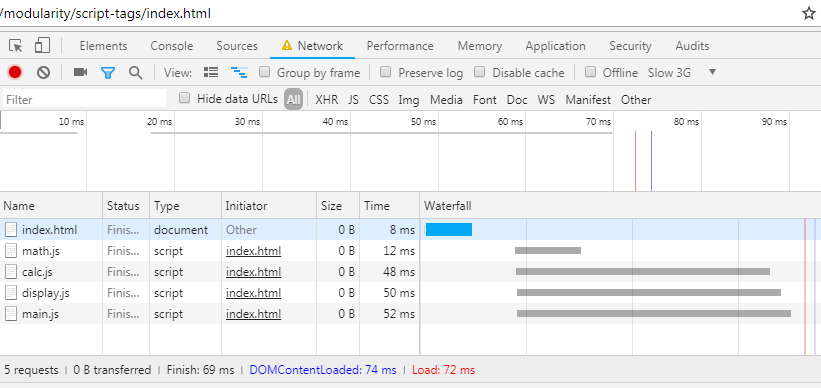 /modularity/script-tags/index.html
Elements Console Sources Network Performance Memory Application Security Audits
View: Group by frame Preserve log Disable cache Offline Slow 3G
Filter Hide data URLs All XHR JS CSS Img Media Font Doc WS Manifest Other
10 ms 20 ms 30 ms 40 ms 50 ms 60 ms 70 ms 80 ms 90 ms
Name Status Type Initiator Size Time Waterfall
index.html Finis... document Other 0 B 8 ms
math.js Finis... script index.html 0 B 12 ms
calc.js Finis... script index.html 0 B 48 ms
display.js Finis... script index.html 0 B 50 ms
main.js Finis... script index.html 0 B 52 ms
5 requests | 0 B transferred | Finish: 69 ms | DOMContentLoaded: 74 ms | Load: 72 ms